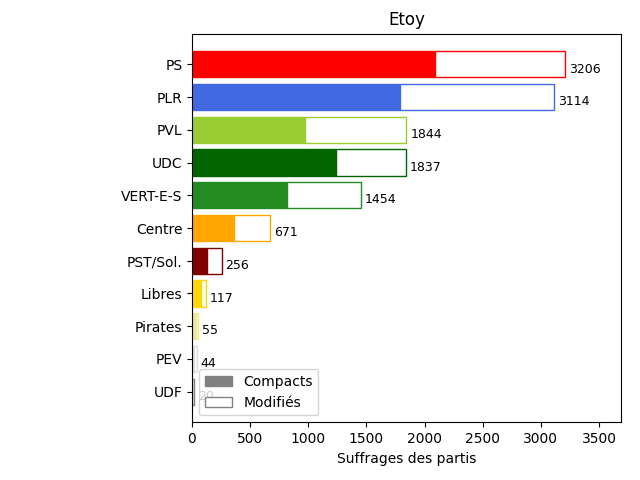 Etoy
PS 3206
PLR 3114
PVL 1844
UDC 1837
VERT-E-S 1454
Centre 671
PST/Sol. 256
Libres 117
Pirates 55
PEV 44
UDF 20
Compacts
Modifiés
0 500 1000 1500 2000 2500 3000 3500
Suffrages des partis